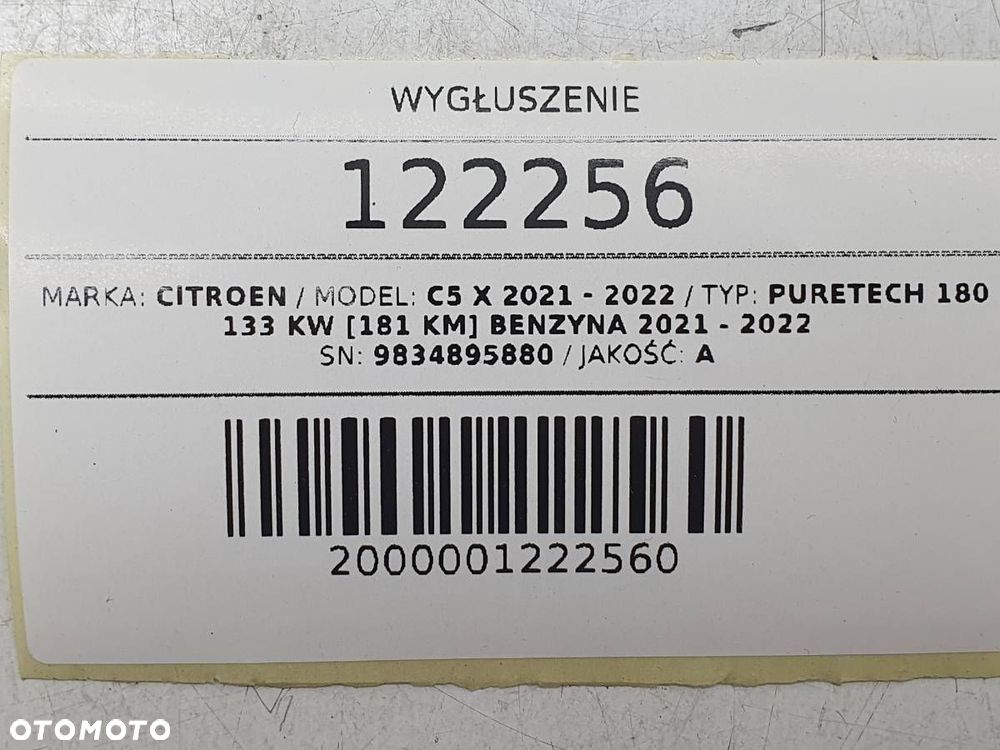 WYGŁUSZENIE
122256
MARKA: CITROEN / MODEL: C5 X 2021 - 2022 / TYP: PURETECH 180
133 KW [181 KM] BENZYNA 2021 - 2022
SN: 9834895880 / JAKOŚĆ: A
2000001222560
OTOMOTO